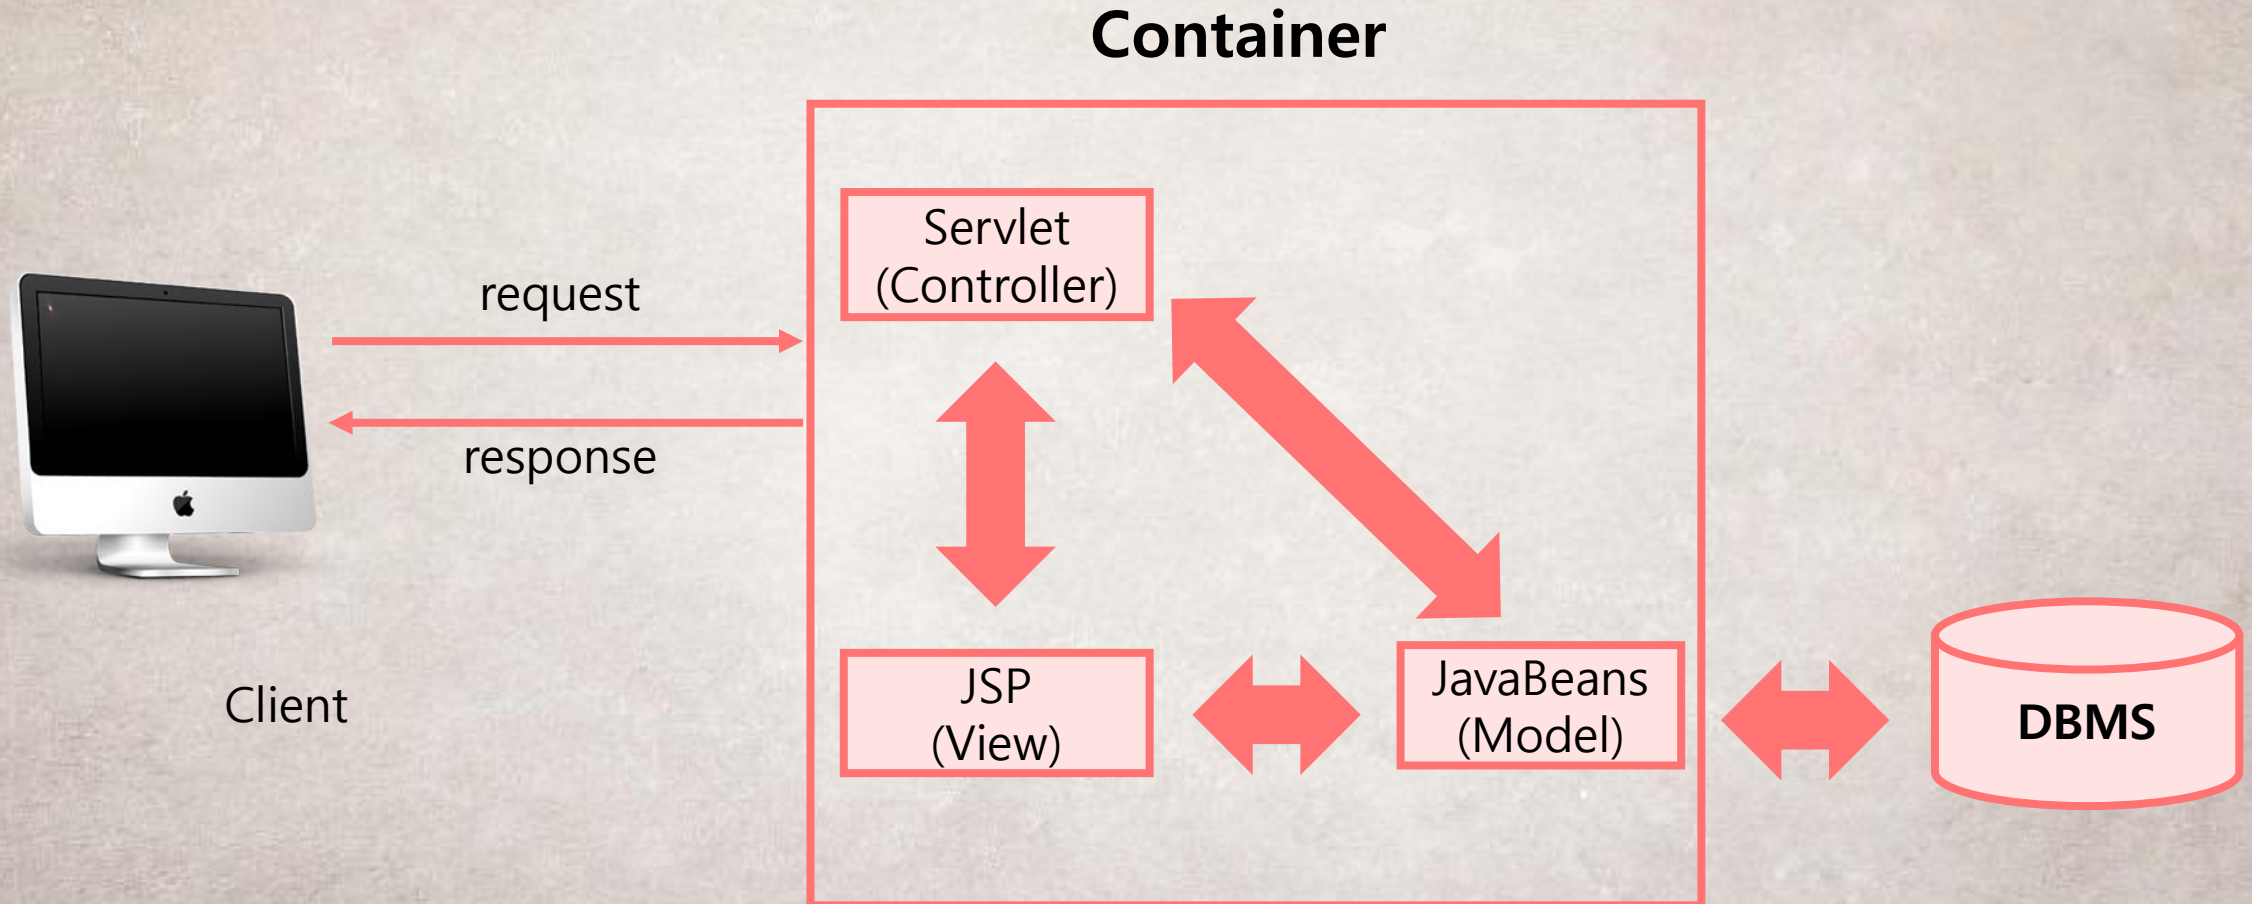 Container
Servlet
(Controller)
request
response
Client
JSP
(View)
JavaBeans
(Model)
DBMS